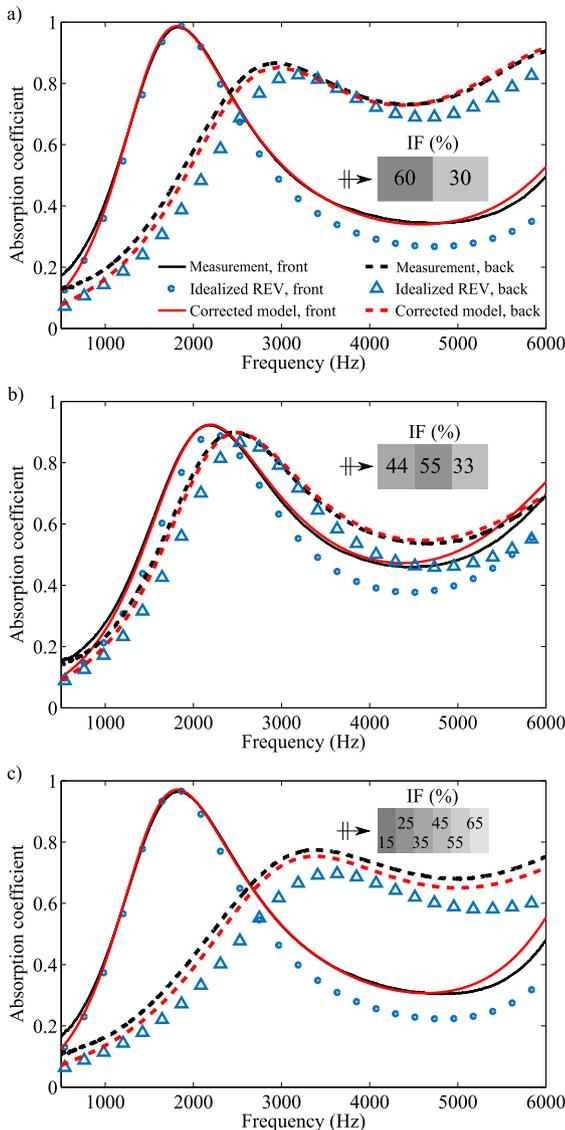 a)
1
0.8
0.6
0.4
0.2
0
Absorption coefficient
IF (%)
60 30
Measurement, front
Measurement, back
Idealized REV, front
Idealized REV, back
Corrected model, front
Corrected model, back
1000 2000 3000 4000 5000 6000
Frequency (Hz)
b)
1
0.8
0.6
0.4
0.2
0
Absorption coefficient
IF (%)
44 55 33
1000 2000 3000 4000 5000 6000
Frequency (Hz)
c)
1
0.8
0.6
0.4
0.2
0
Absorption coefficient
IF (%)
25 45 65
15 35 55
1000 2000 3000 4000 5000 6000
Frequency (Hz)